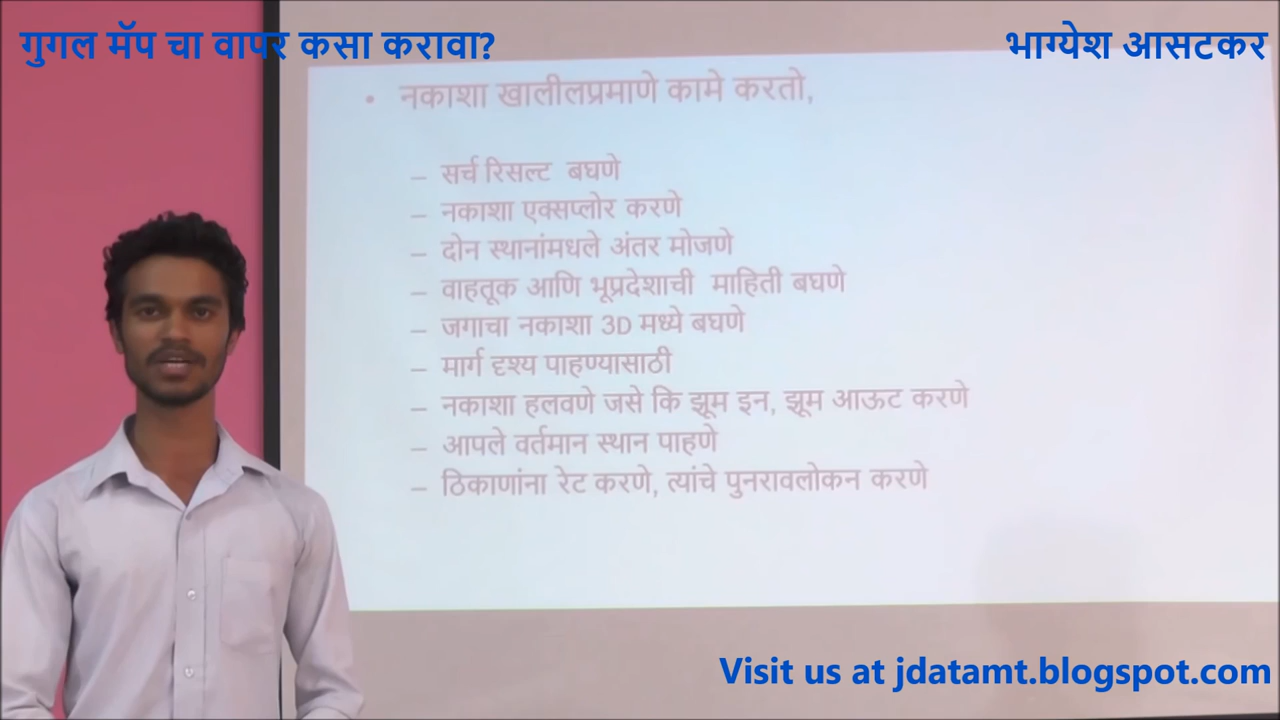 गुगल मॅप चा वापर कसा करावा?
भाग्येश आसटकर
• नकाशा खालीलप्रमाणे कामे करतो,
– सर्च रिसल्ट बघणे
– नकाशा एक्सप्लोर करणे
– दोन स्थानांमधले अंतर मोजणे
– वाहतूक आणि भूप्रदेशाची माहिती बघणे
– जगाचा नकाशा 3D मध्ये बघणे
– मार्ग दृश्य पाहण्यासाठी
– नकाशा हलवणे जसे कि झूम इन, झूम आऊट करणे
– आपले वर्तमान स्थान पाहणे
– ठिकाणांना रेट करणे, त्यांचे पुनरावलोकन करणे
Visit us at jdatamt.blogspot.com